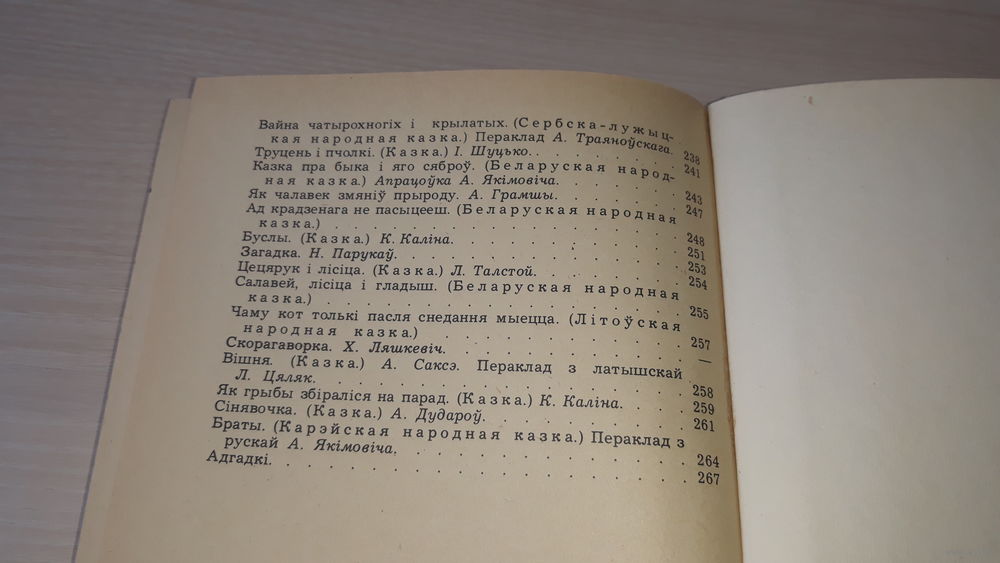 Вайна чатырохногіх і крылатых. (Сербска-лужыц-
кая народная казка.) Пераклад А. Траяноўскага. 238
Труцень і пчолкі. (Казка.) І. Шуцько. . . . . . . . 241
Казка пра быка і яго сяброў. (Беларуская народ-
ная казка.) Апрацоўка А. Якімовіча. . . . . . . 243
Як чалавек змяніў прыроду. А. Грамшы. . . . . . . 247
Ад крадзенага не пасыцееш. (Беларуская народная
казка.) . . . . . . . . . . . . . . . . . 248
Буслы. (Казка.) К. Каліна. . . . . . . . . . . 251
Загадка. Н. Парукаў. . . . . . . . . . . . . . 253
Цецярук і лісіца. (Казка.) Л. Талстой. . . . . . . 254
Салавей, лісіца і гладыш. (Беларуская народная
казка.) . . . . . . . . . . . . . . . . . 255
Чаму кот толькі пасля снедання мыецца. (Літоўская
народная казка.) . . . . . . . . . . . . 257
Скорагаворка. Х. Ляшкевіч. . . . . . . . . . . . —
Вішня. (Казка.) А. Саксэ. Пераклад з латышскай
Л. Цяляк. . . . . . . . . . . . . . . . . 258
Як грыбы збіраліся на парад. (Казка.) К. Каліна. . . . 259
Сінявочка. (Казка.) А. Дудароў. . . . . . . . . . 261
Браты. (Карэйская народная казка.) Пераклад з
рускай А. Якімовіча. . . . . . . . . . . . . 264
Адгадкі. . . . . . . . . . . . . . . . . . . 267